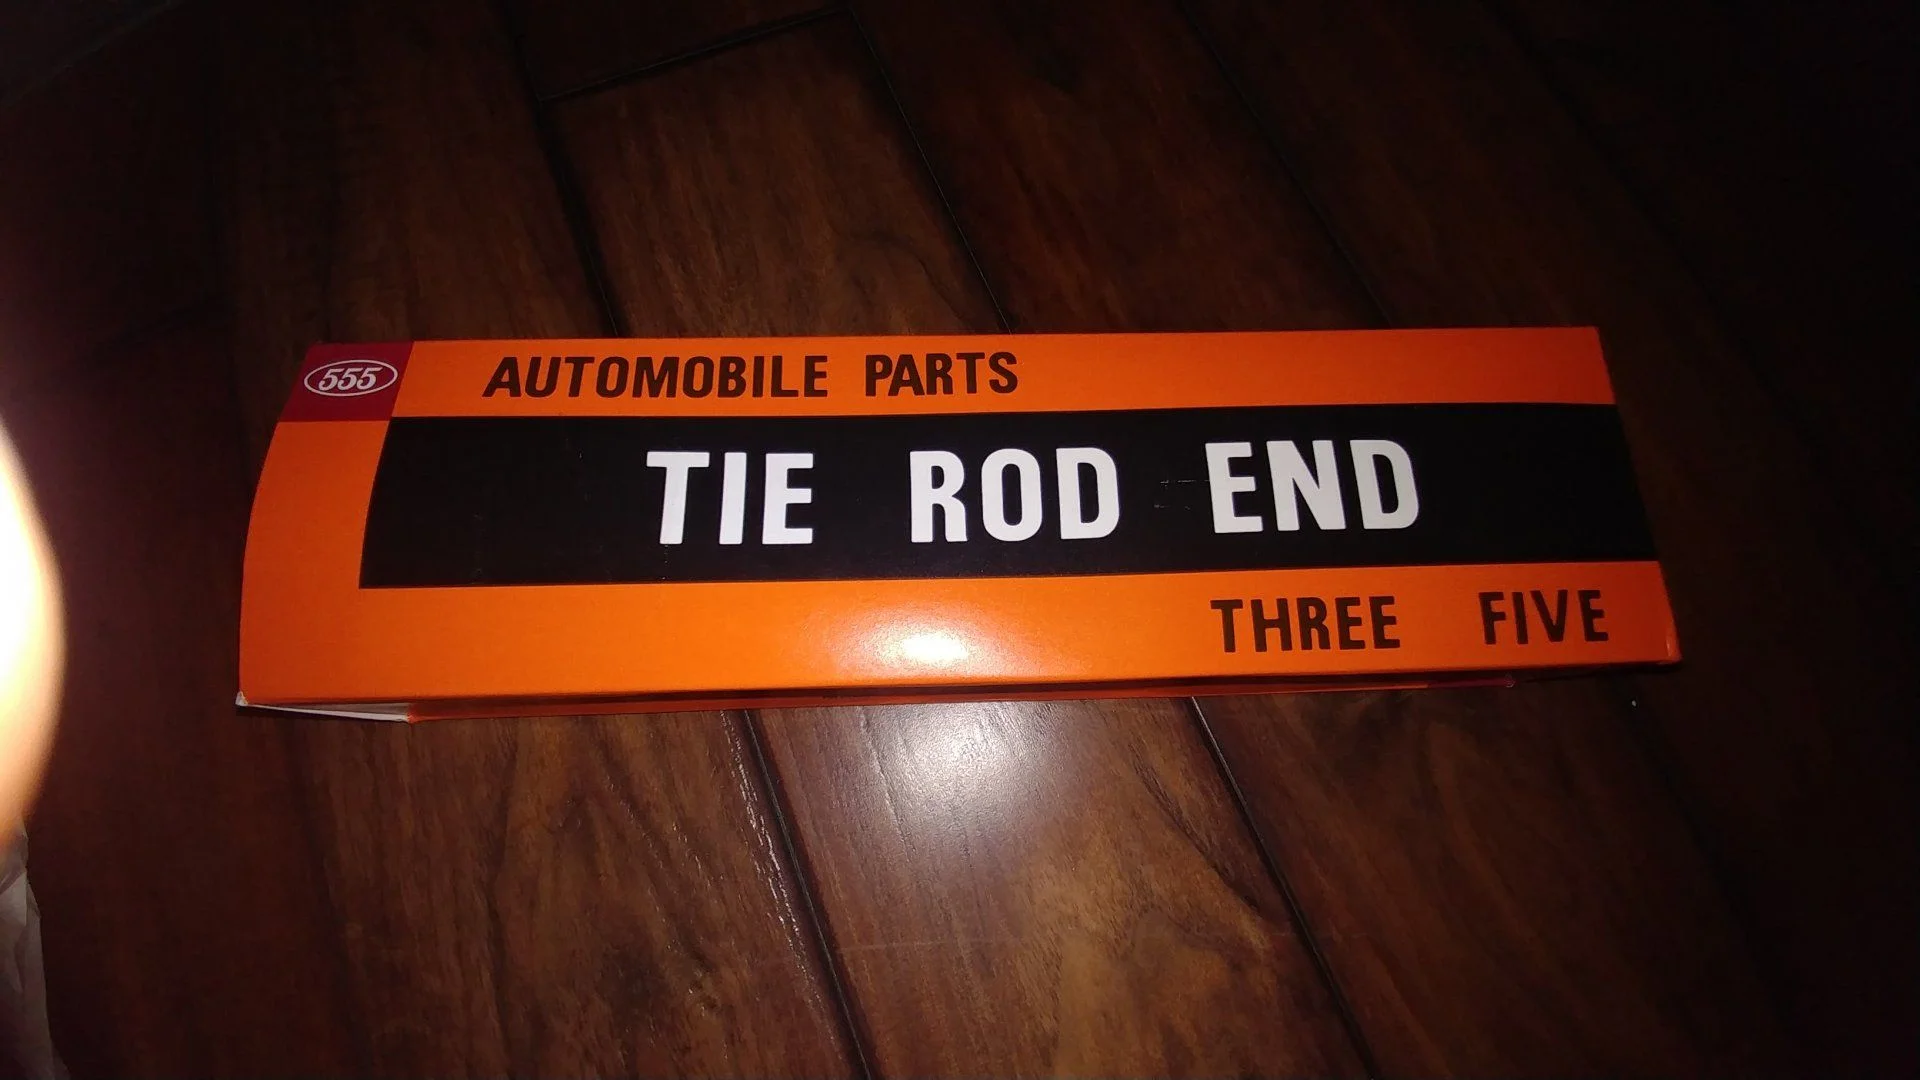 555
AUTOMOBILE PARTS
TIE ROD END
THREE FIVE